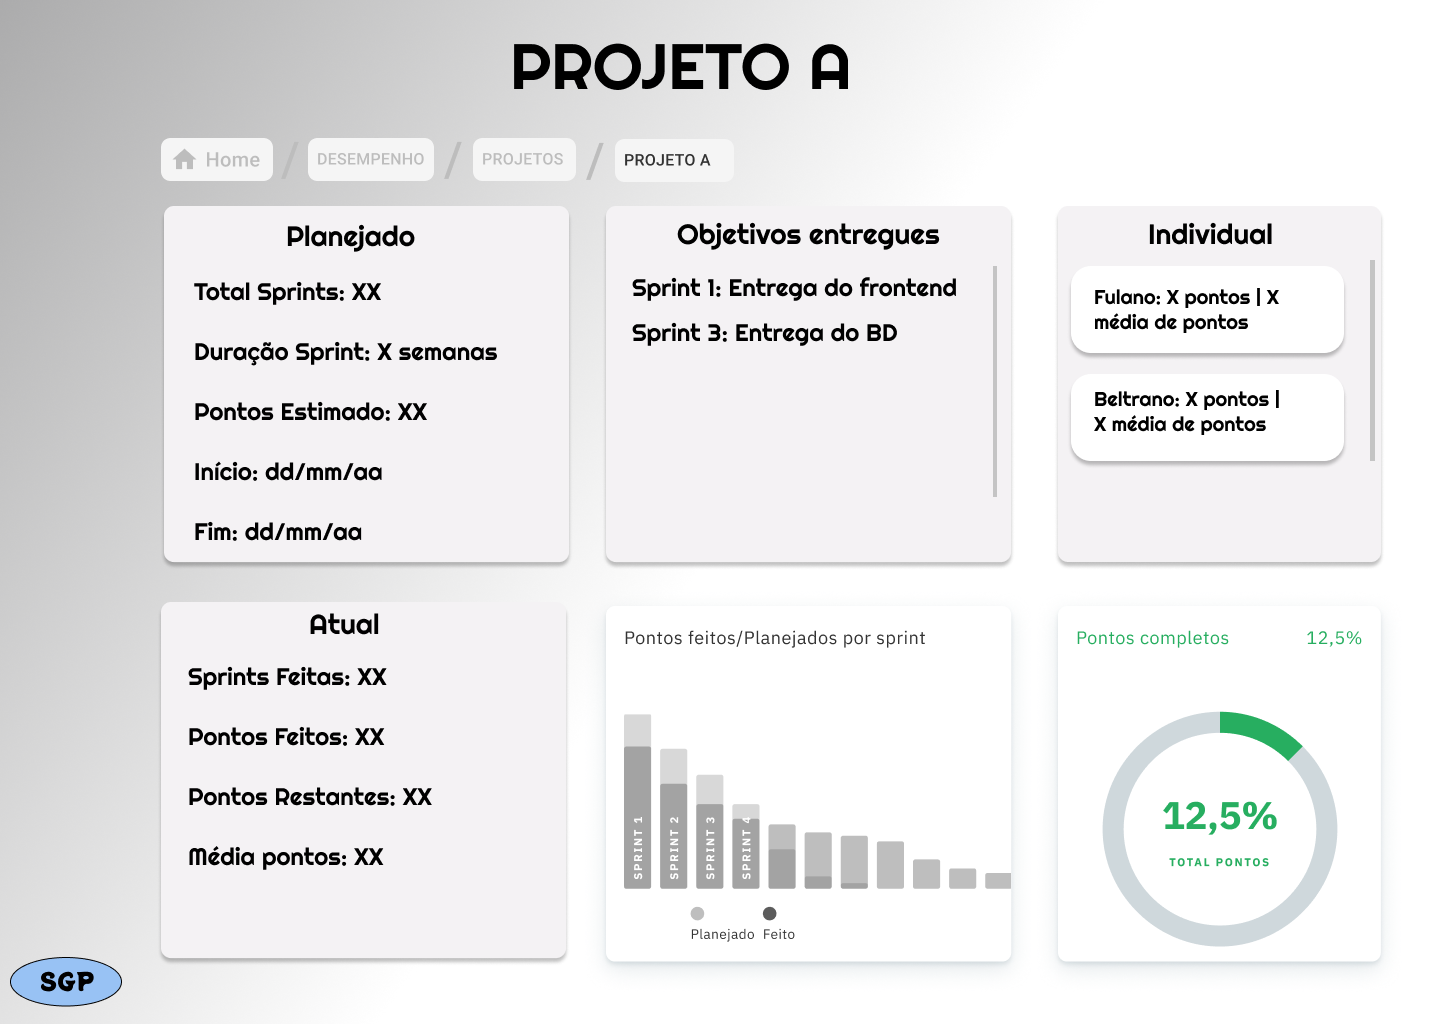 PROJETO A
Home
DESEMPENHO
PROJETOS
PROJETO A
Planejado
Total Sprints: XX
Duração Sprint: X semanas
Pontos Estimado: XX
Início: dd/mm/aa
Fim: dd/mm/aa
Objetivos entregues
Sprint 1: Entrega do frontend
Sprint 3: Entrega do BD
Individual
Fulano: X pontos | X
média de pontos
Beltrano: X pontos |
X média de pontos
Atual
Sprints Feitas: XX
Pontos Feitos: XX
Pontos Restantes: XX
Média pontos: XX
Pontos feitos/Planejados por sprint
SPRINT 1
SPRINT 2
SPRINT 3
SPRINT 4
Planejado
Feito
Pontos completos
12,5%
12,5%
TOTAL PONTOS
SGP